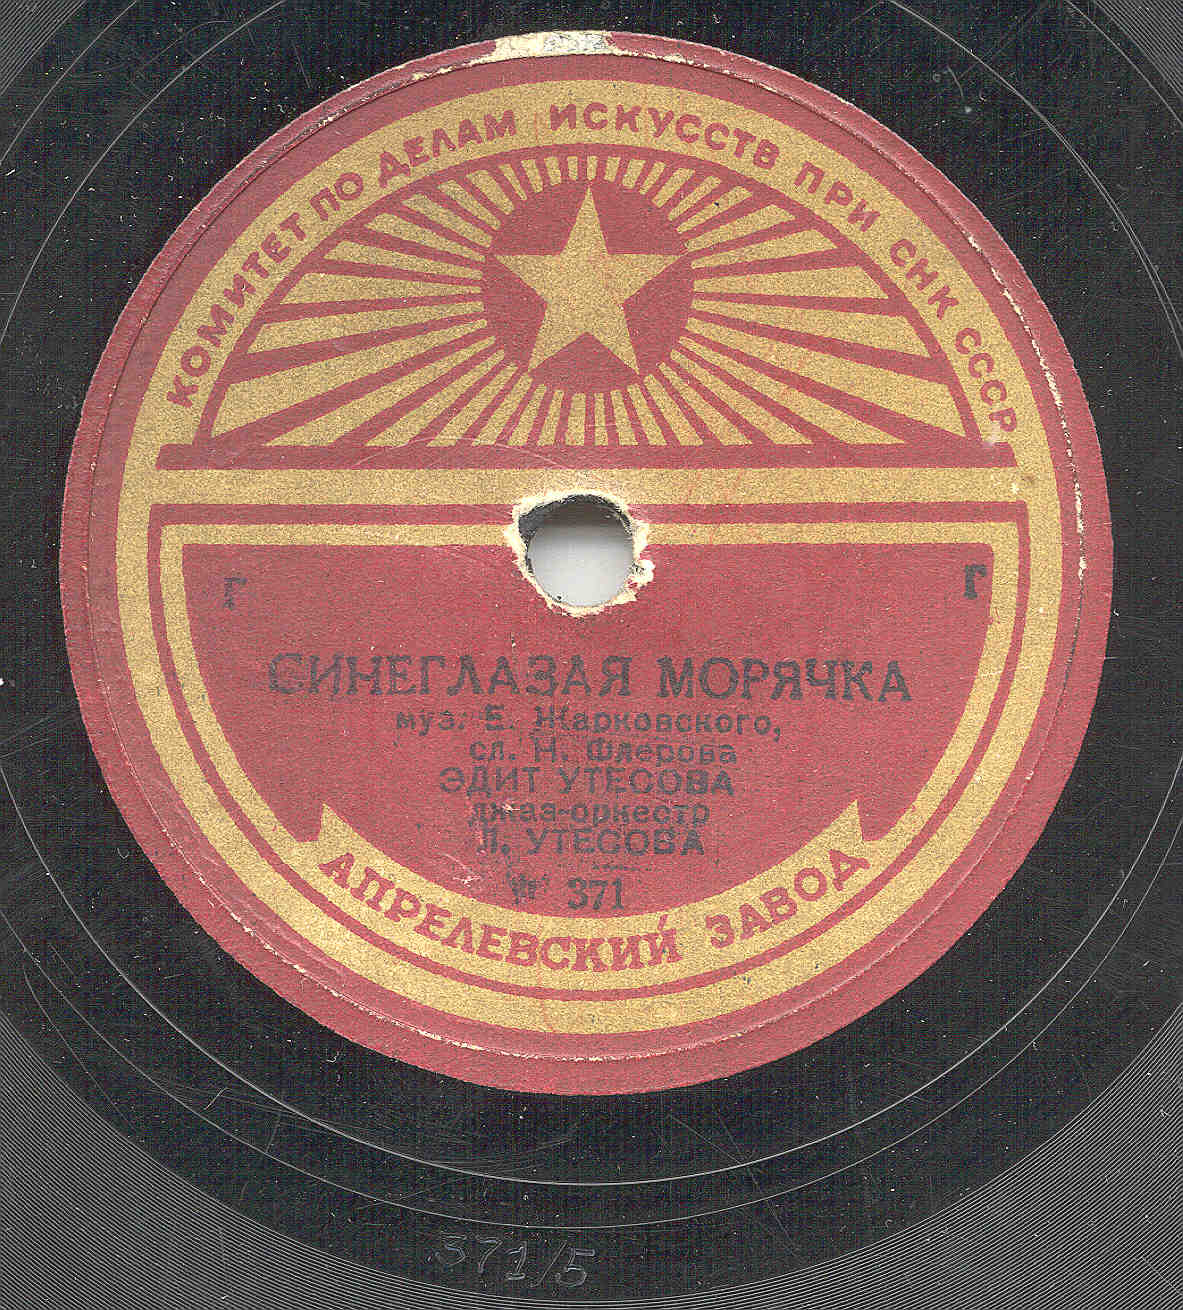 КОМИТЕТ ПО ДЕЛАМ ИСКУССТВ ПРИ СНК СССР
Г Г
СИНЕГЛАЗАЯ МОРЯЧКА
муз. Е. Жарковского,
сл. Н. Флерова
ЭДИТ УТЕСОВА
джаз-оркестр
Л. УТЕСОВА
№ 371
АПРЕЛЕВСКИЙ ЗАВОД
371/5